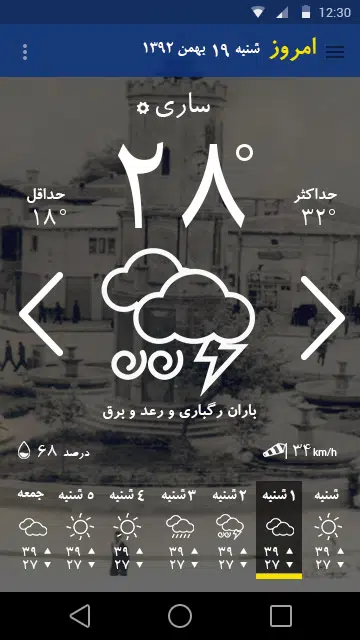 12:30
امروز شنبه ۱۹ بهمن ۱۳۹۲
ساری
۲۸°
حداکثر
۳۲°
حداقل
۱۸°
باران رگباری و رعد و برق
۳۴ km/h
۶۸ درصد
شنبه ۱ شنبه ۲ شنبه ۳ شنبه ۴ شنبه ۵ شنبه جمعه
۳۹ ۳۹ ۳۹ ۳۹ ۳۹ ۳۹ ۳۹
۲۷ ۲۷ ۲۷ ۲۷ ۲۷ ۲۷ ۲۷